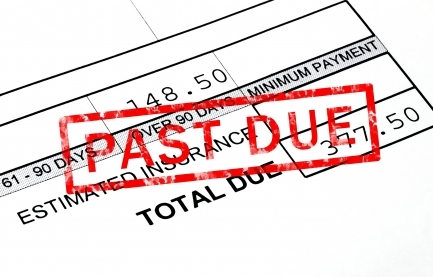 148.50
61 - 90 DAYS OVER 90 DAYS MINIMUM PAYMENT
PAST DUE
ESTIMATED INSURANCE
TOTAL DUE 377.50